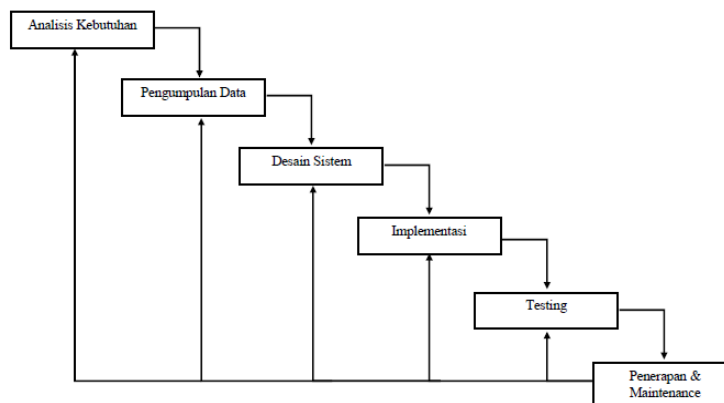 Analisis Kebutuhan
Pengumpulan Data
Desain Sistem
Implementasi
Testing
Penerapan &
Maintenance